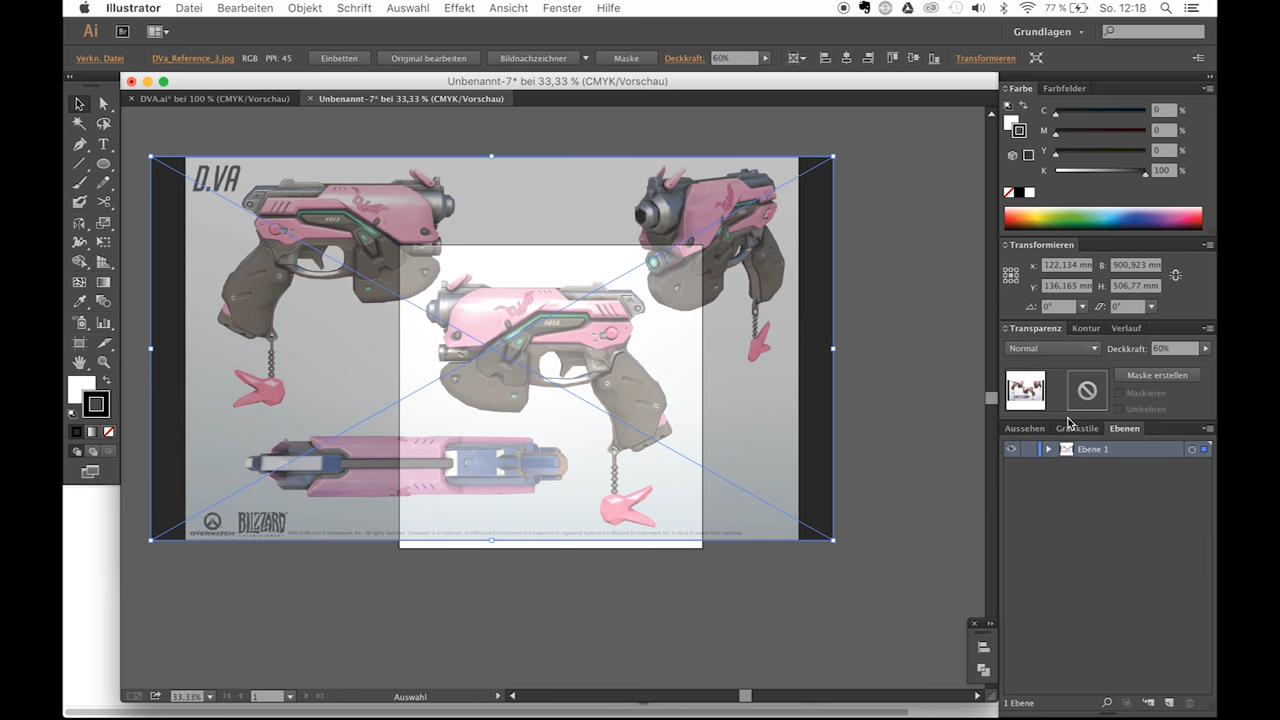 Illustrator Datei Bearbeiten Objekt Schrift Auswahl Effekt Ansicht Fenster Hilfe 77 % So. 12:18
Ai Br Grundlagen
Verkn. Datei DVa_Reference_3.jpg RGB PPI: 45 Einbetten Original bearbeiten Bildnachzeichner Maske Deckkraft: 60% Transformieren
Unbenannt-7* bei 33,33 % (CMYK/Vorschau)
DVA.ai* bei 100 % (CMYK/Vorschau) Unbenannt-7* bei 33,33 % (CMYK/Vorschau)
Farbe Farbfelder
C 0 %
M 0 %
Y 0 %
K 100 %
Transformieren
x: 122,134 mm B: 900,923 mm
y: 136,165 mm H: 506,77 mm
0° 0°
Transparenz Kontur Verlauf
Normal Deckkraft: 60%
Maske erstellen
Maskieren
Umkehren
Aussehen Grafikstile Ebenen
Ebene 1
D.VA
OVERWATCH
BLIZZARD
ENTERTAINMENT
33,33% 1 Auswahl
1 Ebene